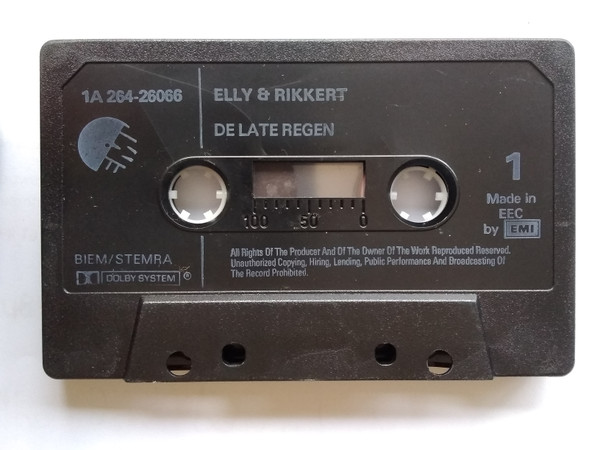 1A 264-26066
ELLY & RIKKERT
DE LATE REGEN
1
Made in
EEC
by EMI
100 50 0
BIEM/STEMRA
DOLBY SYSTEM ®
All Rights Of The Producer And Of The Owner Of The Work Reproduced Reserved.
Unauthorized Copying, Hiring, Lending, Public Performance And Broadcasting Of
The Record Prohibited.